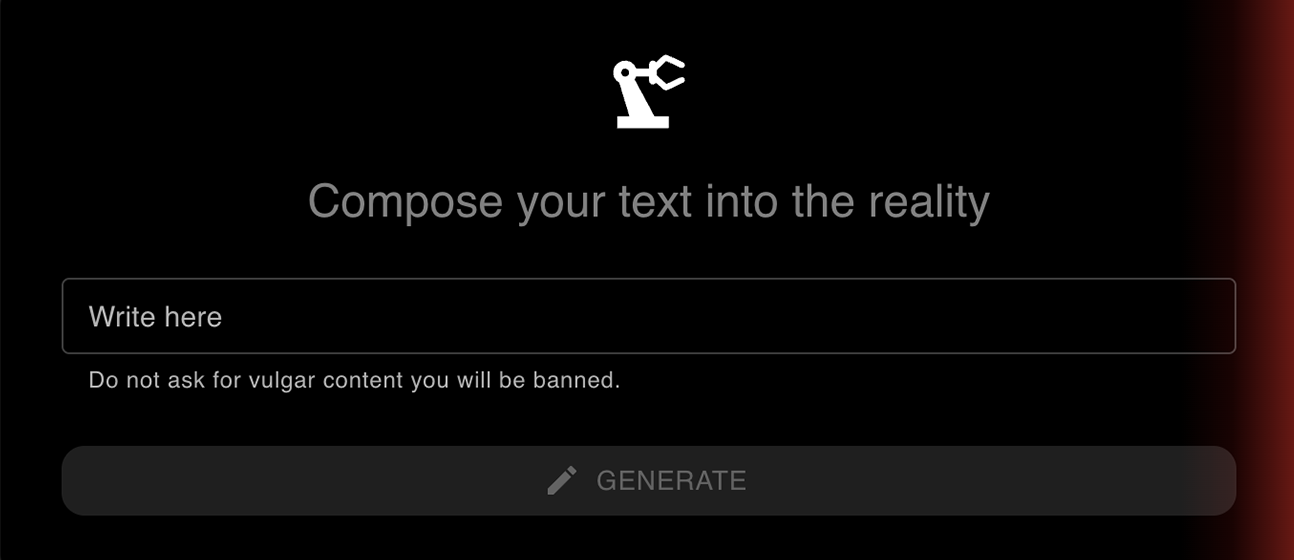 Compose your text into the reality
Write here
Do not ask for vulgar content you will be banned.
GENERATE